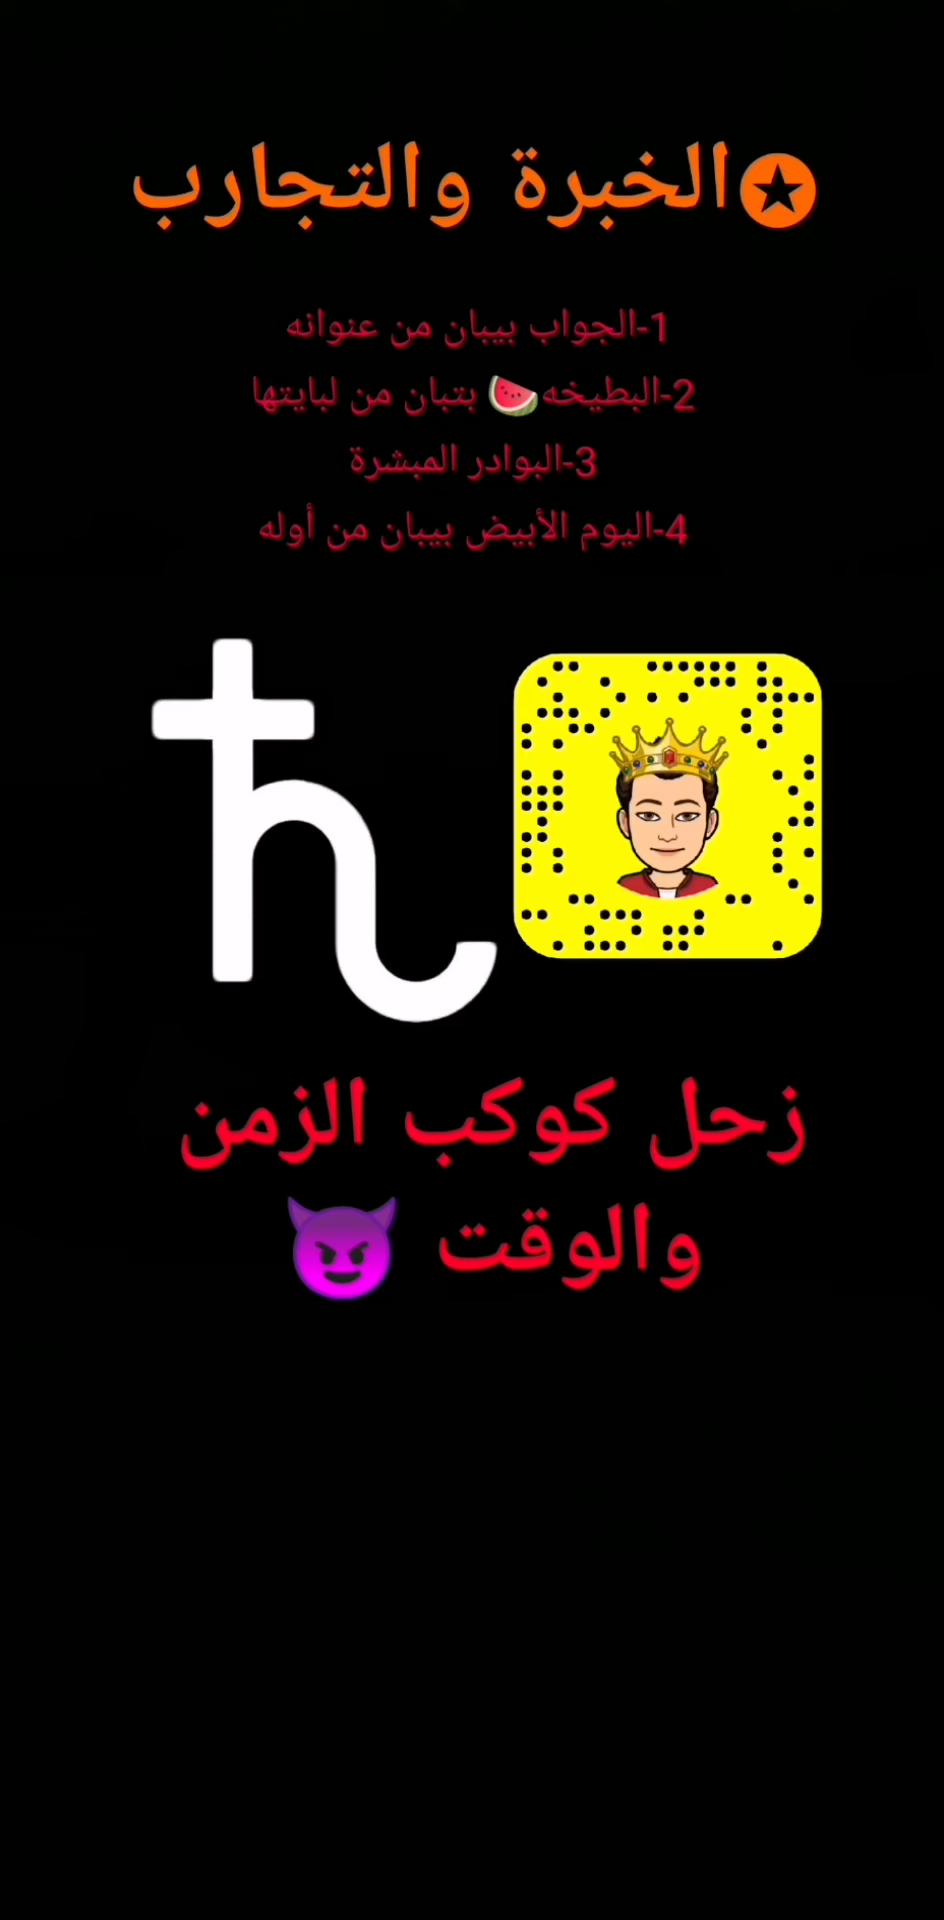 ✪الخبرة والتجارب
1-الجواب بيبان من عنوانه
2-البطيخه🍉 بتبان من لبايتها
3-البوادر المبشرة
4-اليوم الأبيض بيبان من أوله
زحل كوكب الزمن
والوقت 😈